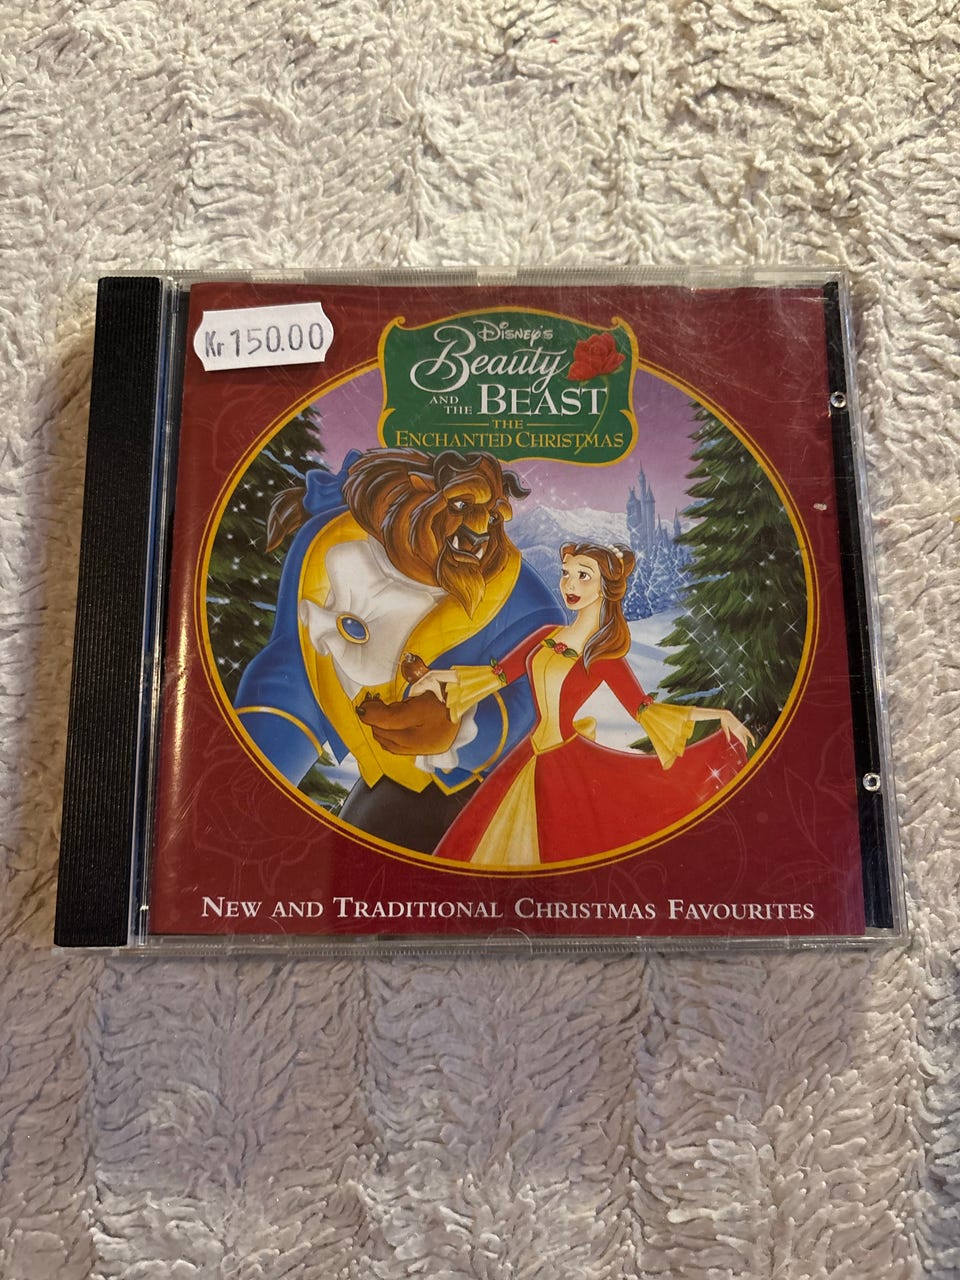 Kr 150.00
Disney's
Beauty
AND THE BEAST
THE
ENCHANTED CHRISTMAS
NEW AND TRADITIONAL CHRISTMAS FAVOURITES